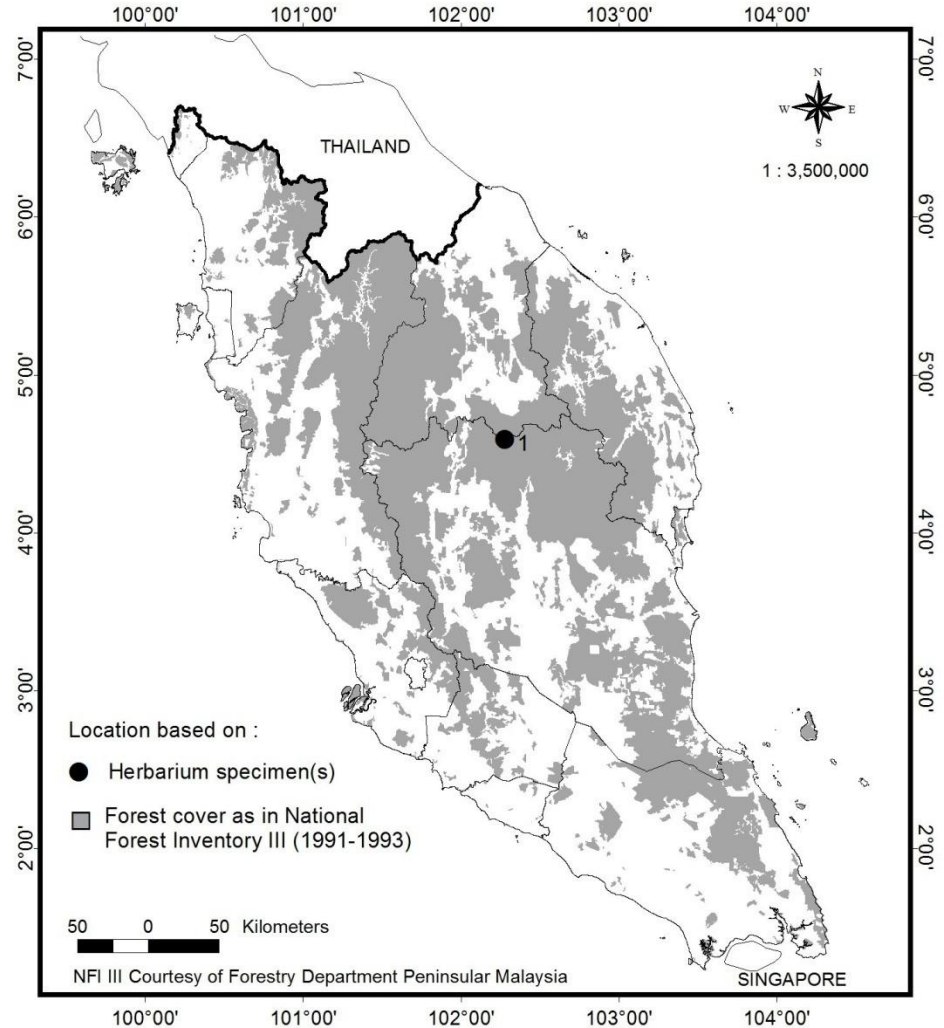 100°00' 101°00' 102°00' 103°00' 104°00'
7°00' 7°00'
N
W E
S
THAILAND
1 : 3,500,000
6°00' 6°00'
5°00' 5°00'
1
4°00' 4°00'
3°00' 3°00'
Location based on :
Herbarium specimen(s)
Forest cover as in National
Forest Inventory III (1991-1993)
2°00' 2°00'
50 0 50 Kilometers
NFI III Courtesy of Forestry Department Peninsular Malaysia
SINGAPORE
100°00' 101°00' 102°00' 103°00' 104°00'